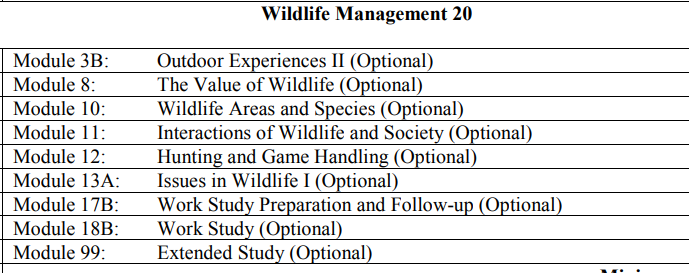 Wildlife Management 20
Module 3B: Outdoor Experiences II (Optional)
Module 8: The Value of Wildlife (Optional)
Module 10: Wildlife Areas and Species (Optional)
Module 11: Interactions of Wildlife and Society (Optional)
Module 12: Hunting and Game Handling (Optional)
Module 13A: Issues in Wildlife I (Optional)
Module 17B: Work Study Preparation and Follow-up (Optional)
Module 18B: Work Study (Optional)
Module 99: Extended Study (Optional)